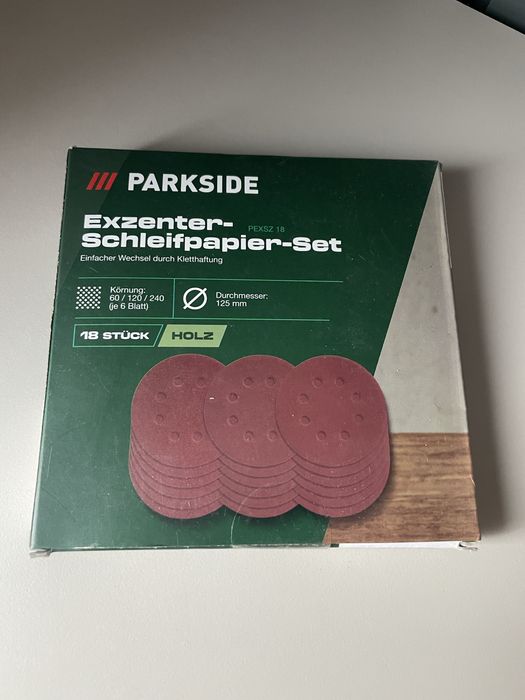 /// PARKSIDE
Exzenter- PEXSZ 18
Schleifpapier-Set
Einfacher Wechsel durch Kletthaftung
Körnung:
60 / 120 / 240
(je 6 Blatt)
Durchmesser:
125 mm
18 STÜCK
HOLZ